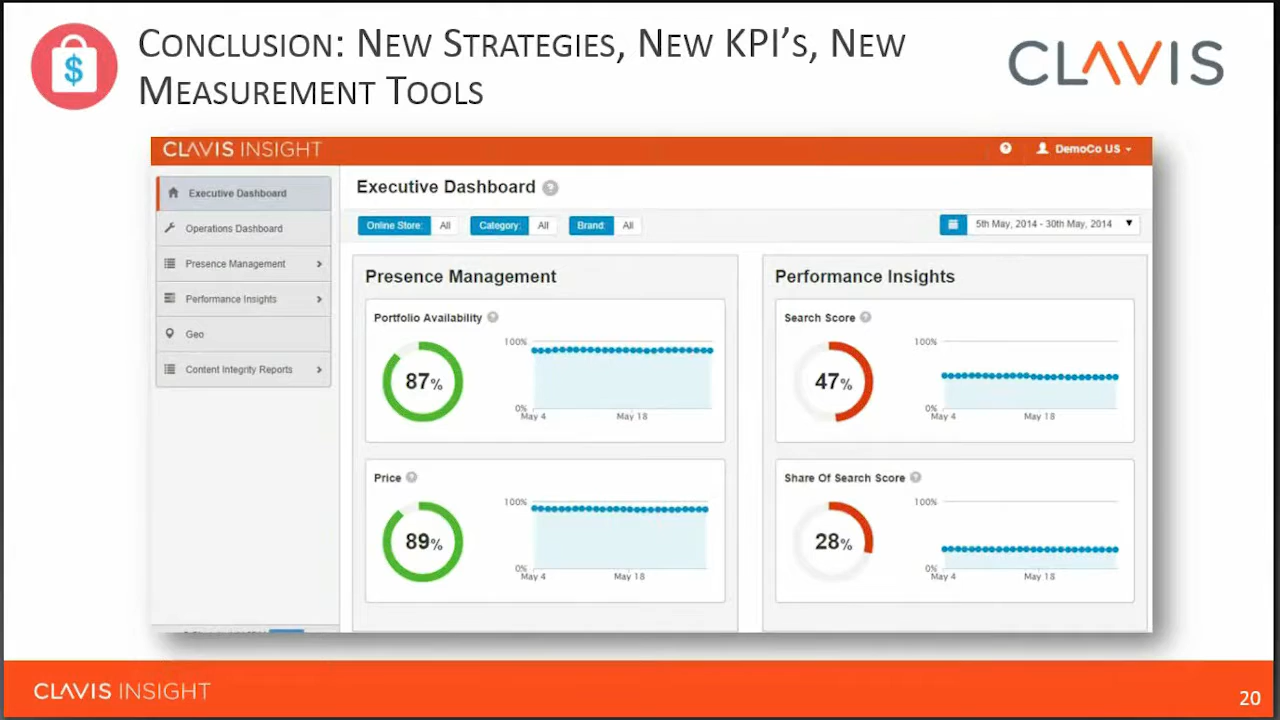 CONCLUSION: NEW STRATEGIES, NEW KPI'S, NEW
MEASUREMENT TOOLS
CLAVIS
$
CLAVIS INSIGHT
?
DemoCo US
Executive Dashboard
Operations Dashboard
Presence Management
Performance Insights
Geo
Content Integrity Reports
Executive Dashboard ?
Online Store: All
Category: All
Brand: All
5th May, 2014 - 30th May, 2014
Presence Management
Portfolio Availability ?
87%
100%
0%
May 4 May 18
Price ?
89%
100%
0%
May 4 May 18
Performance Insights
Search Score ?
47%
100%
0%
May 4 May 18
Share Of Search Score ?
28%
100%
0%
May 4 May 18
CLAVIS INSIGHT
20